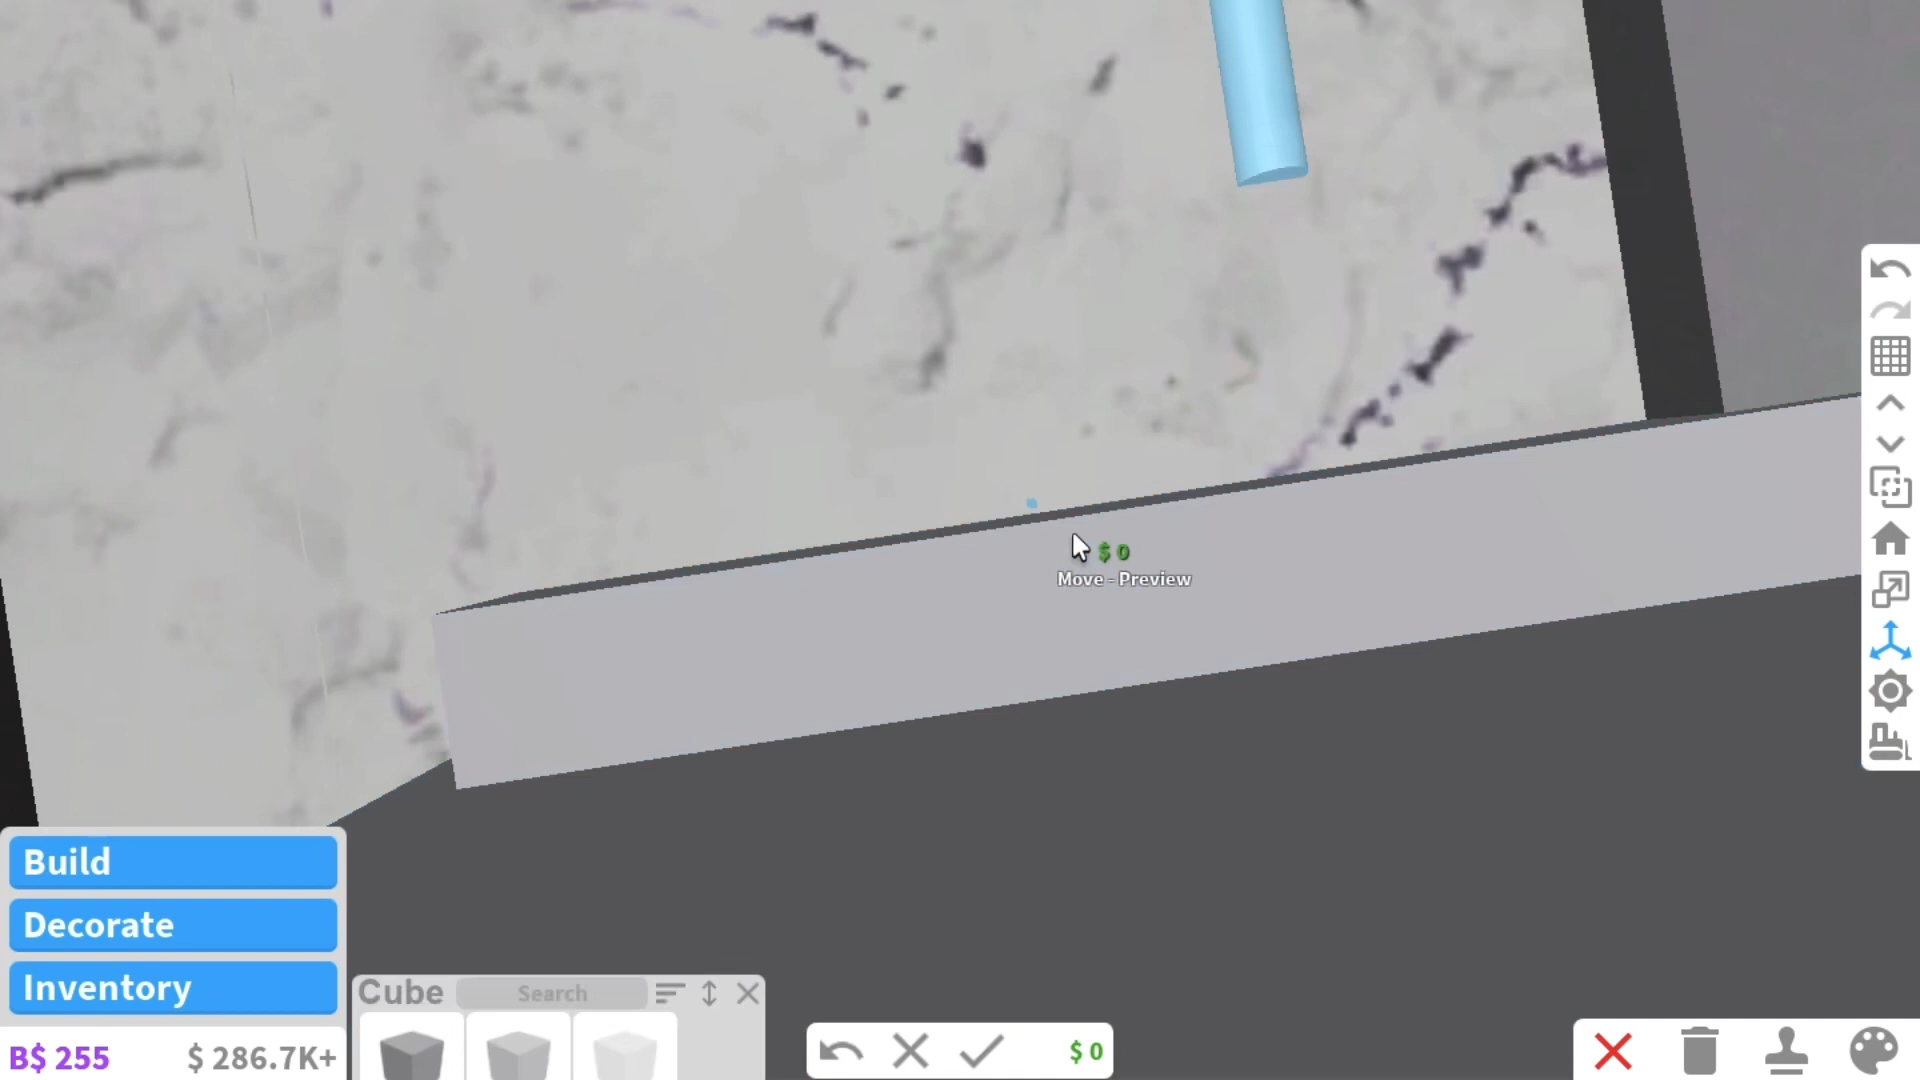 $ 0
Move - Preview
Build
Decorate
Inventory
B$ 255
$ 286.7K+
Cube
Search
$ 0